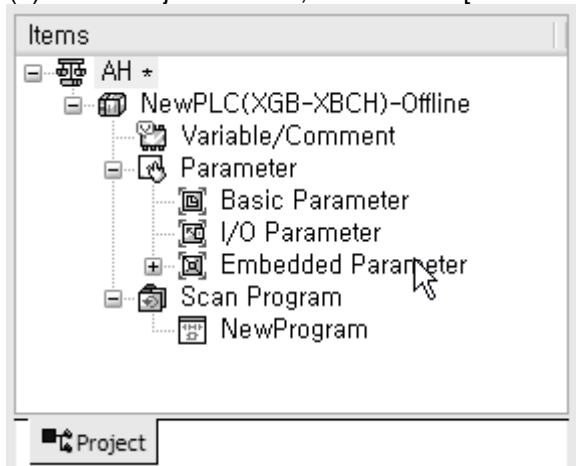 Items
AH *
NewPLC(XGB-XBCH)-Offline
Variable/Comment
Parameter
Basic Parameter
I/O Parameter
Embedded Parameter
Scan Program
NewProgram
Project